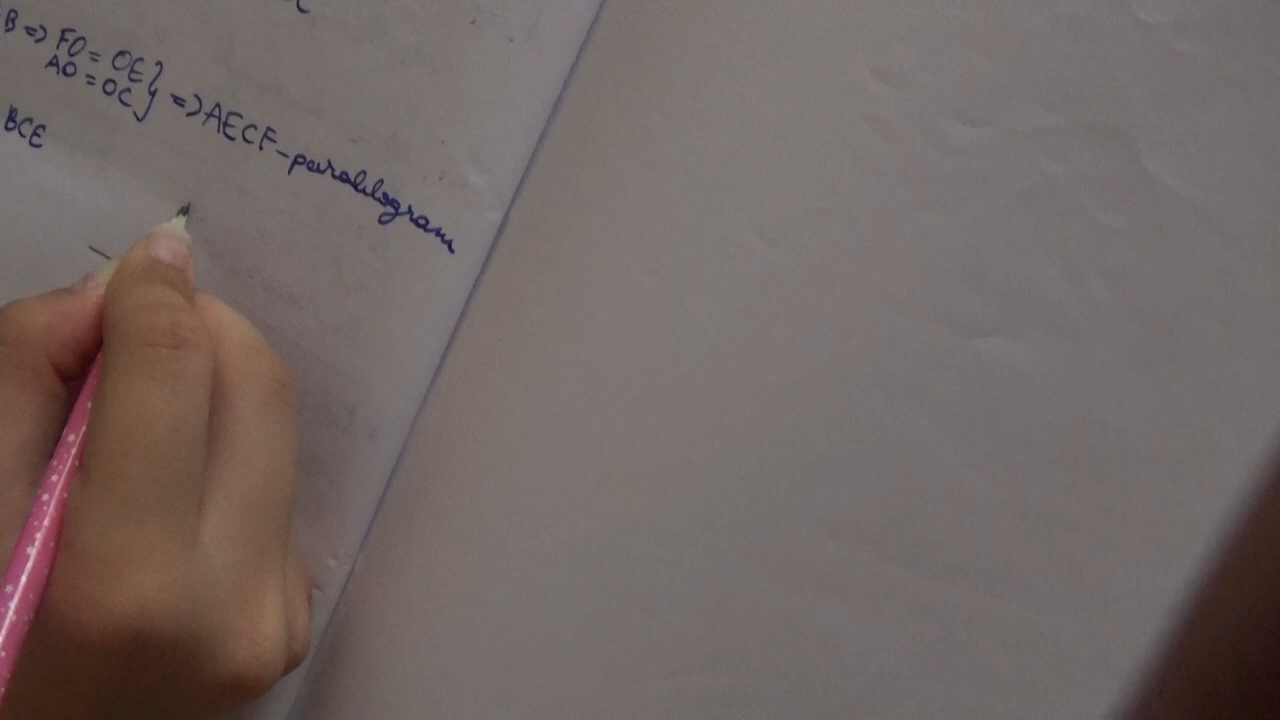 B => FO = OE }
AO = OC } => AECF - paralelogram
BCE